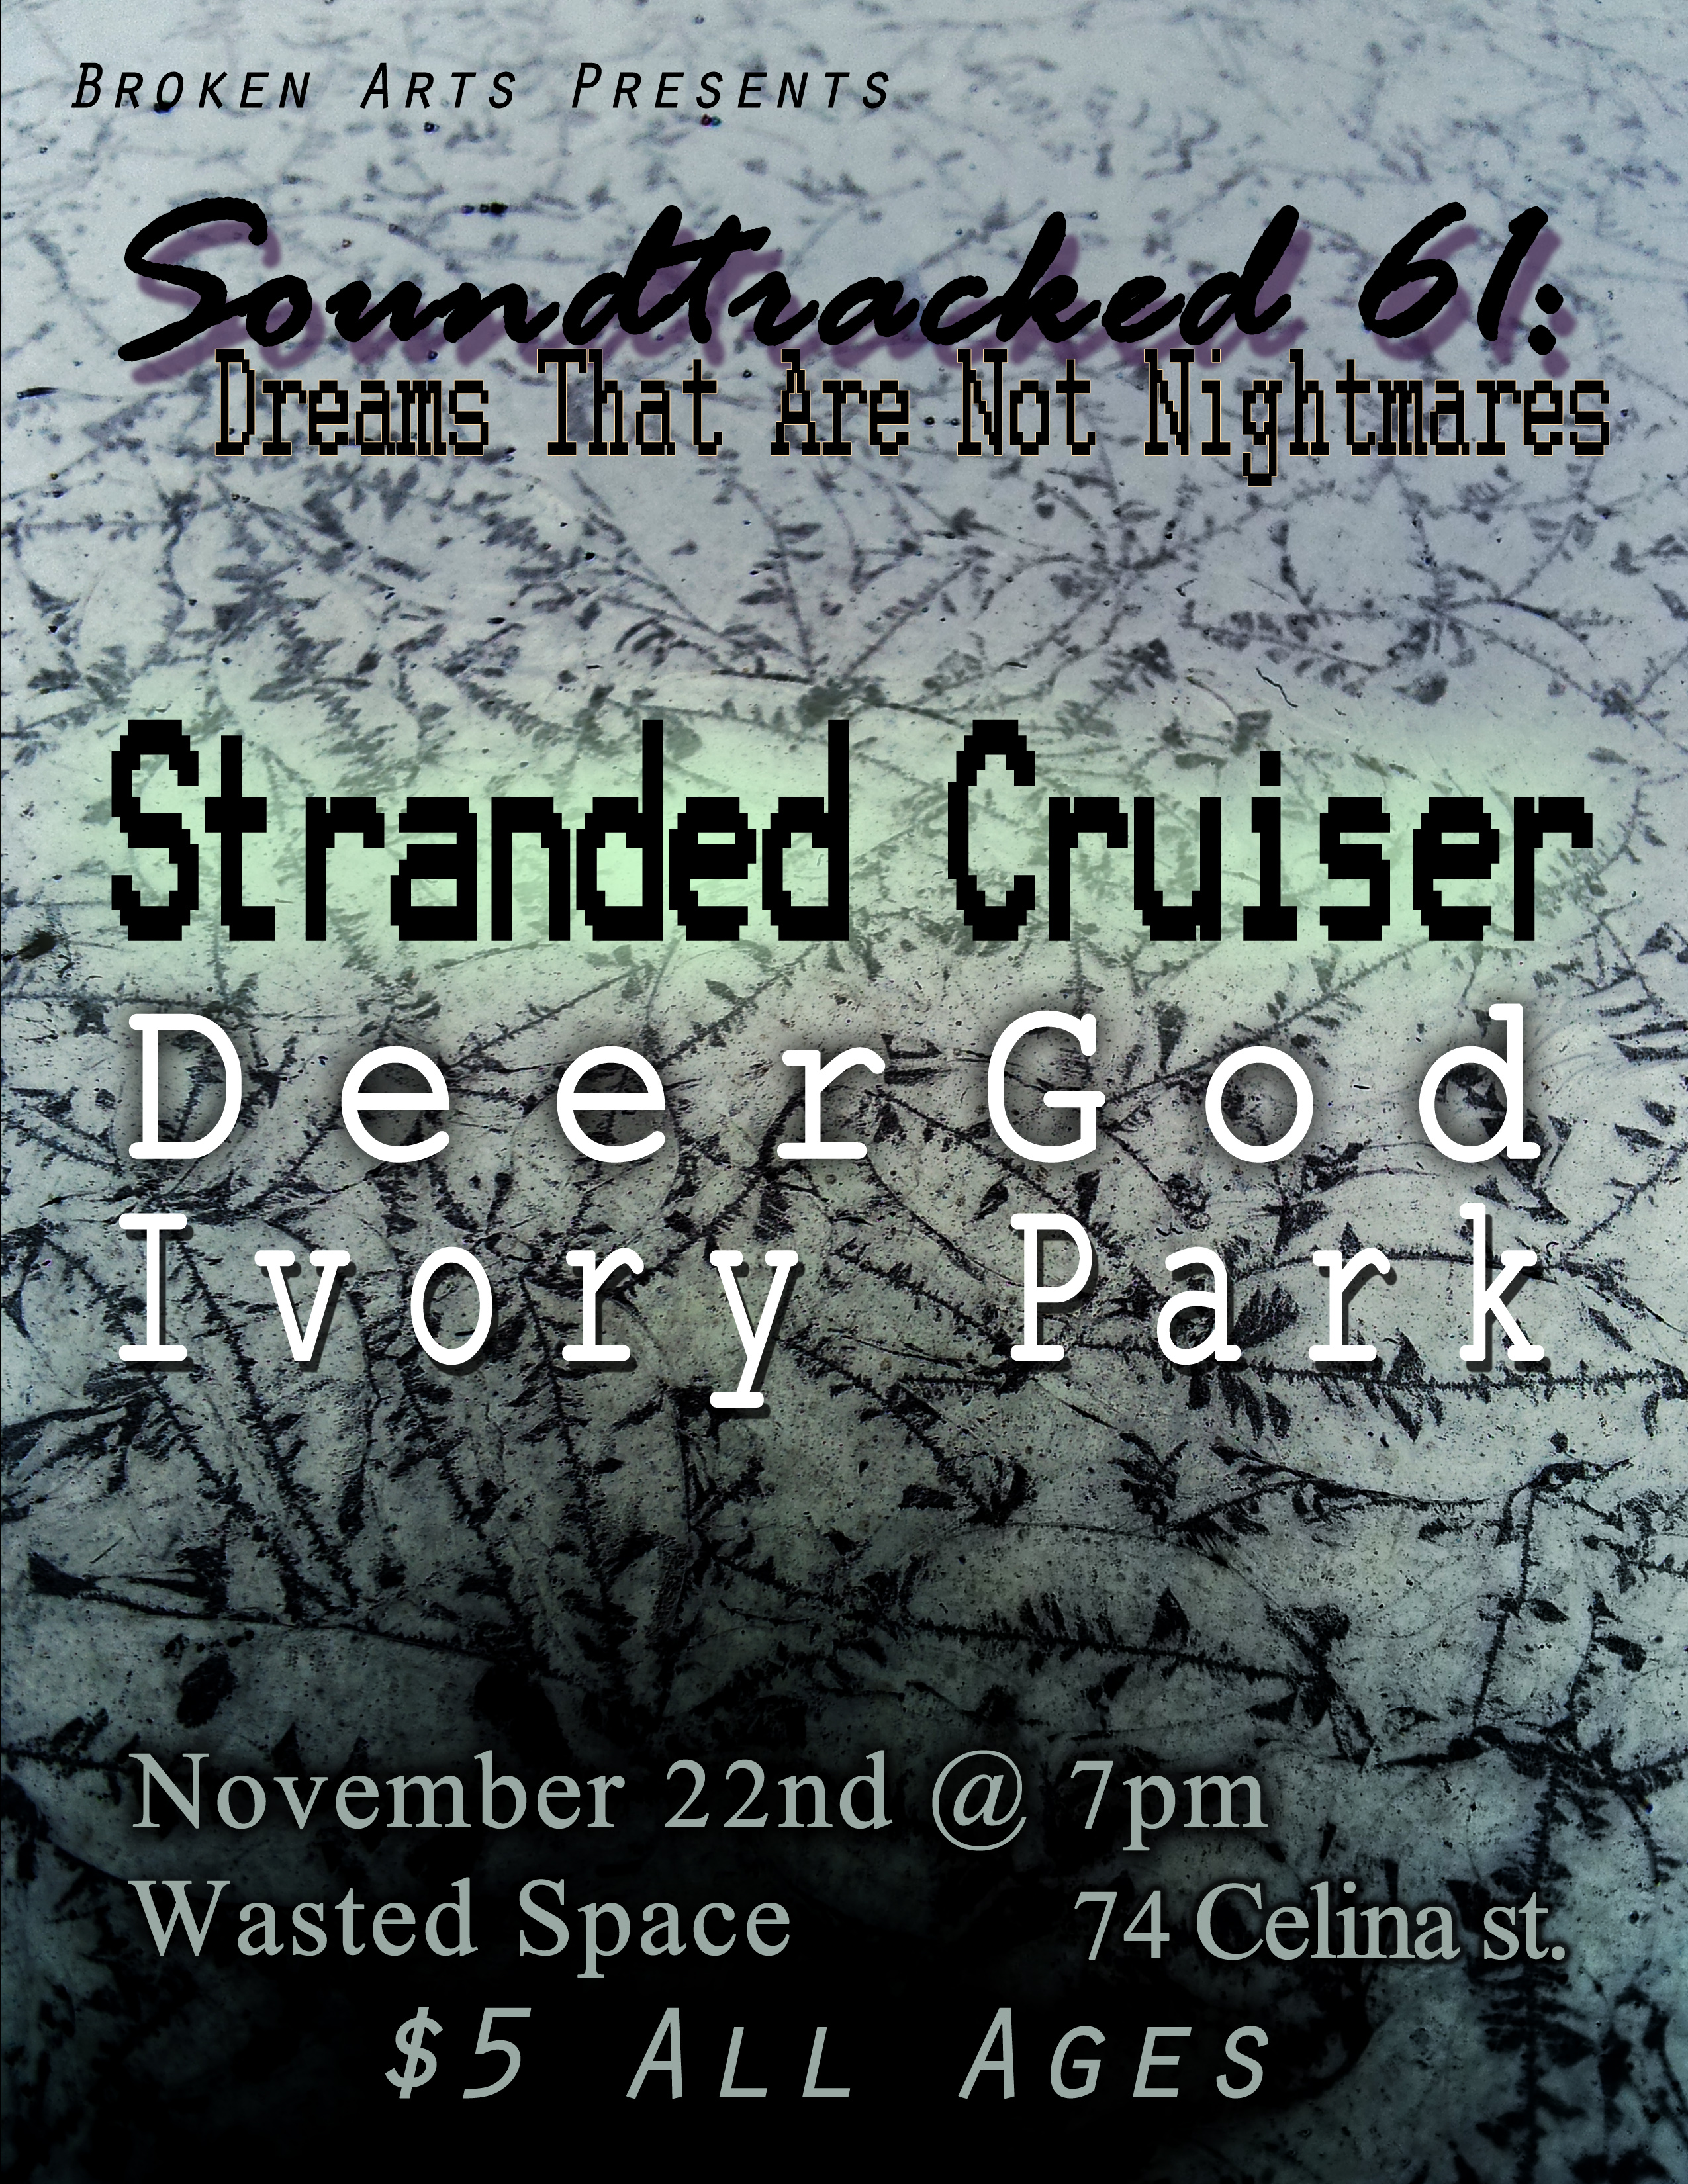 Broken Arts Presents
Soundtracked 61:
Dreams That Are Not Nightmares
Stranded Cruiser
DeerGod
Ivory Park
November 22nd @ 7pm
Wasted Space 74 Celina st.
$5 All Ages